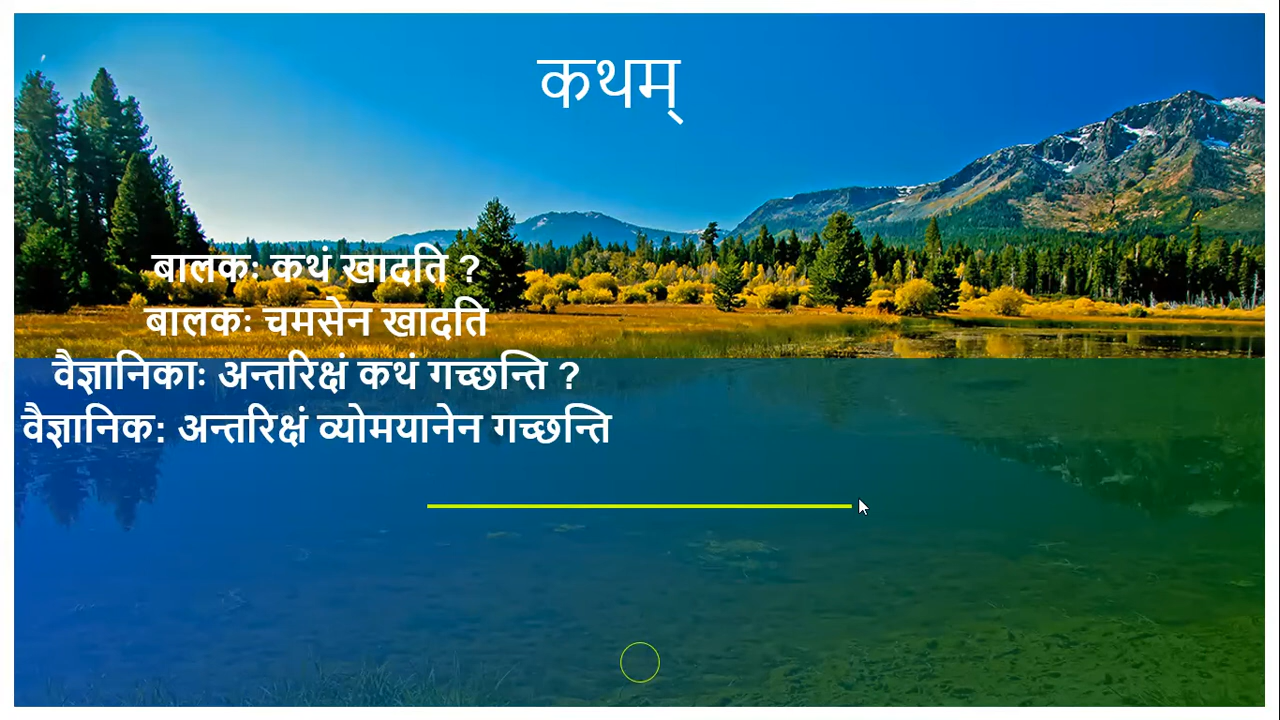 कथम्
बालक: कथं खादति ?
बालकः चमसेन खादति
वैज्ञानिकाः अन्तरिक्षं कथं गच्छन्ति ?
वैज्ञानिक: अन्तरिक्षं व्योमयानेन गच्छन्ति